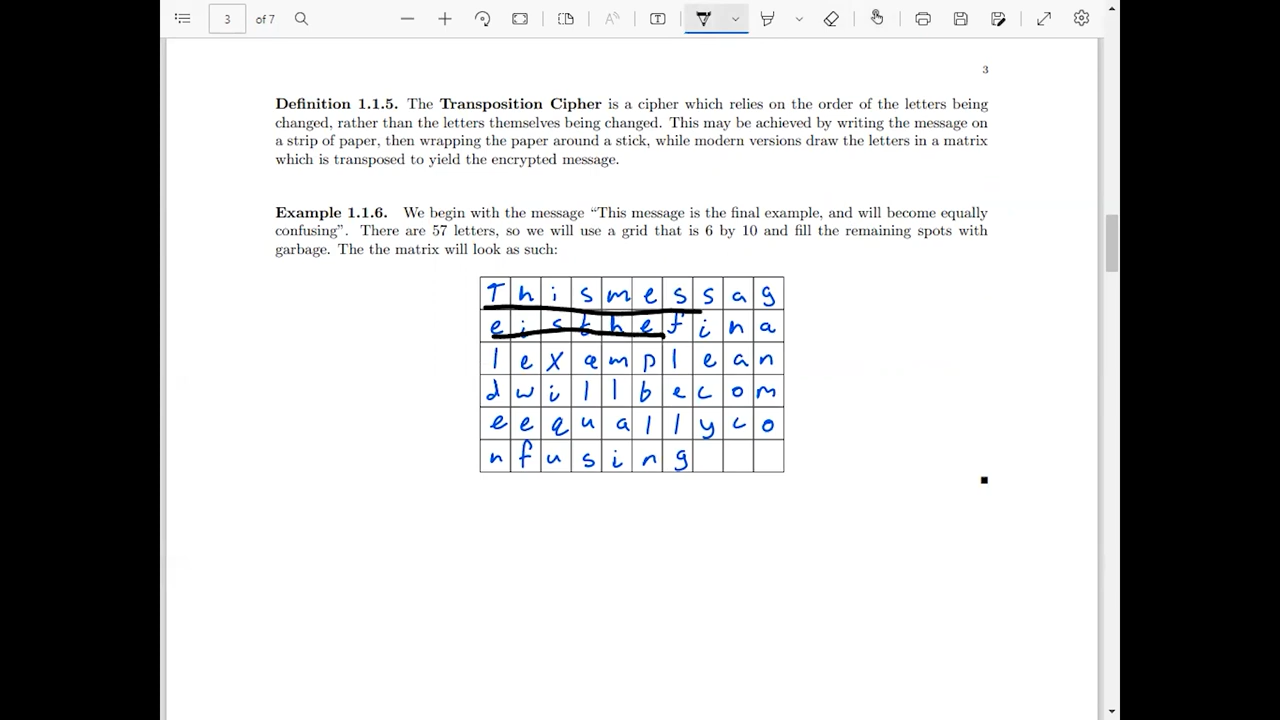 3 of 7
3
Definition 1.1.5. The Transposition Cipher is a cipher which relies on the order of the letters being
changed, rather than the letters themselves being changed. This may be achieved by writing the message on
a strip of paper, then wrapping the paper around a stick, while modern versions draw the letters in a matrix
which is transposed to yield the encrypted message.
Example 1.1.6. We begin with the message “This message is the final example, and will become equally
confusing”. There are 57 letters, so we will use a grid that is 6 by 10 and fill the remaining spots with
garbage. The the matrix will look as such:
T h i s m e s s a g
e i s t h e f i n a
l e x a m p l e a n
d w i l l b e c o m
e e q u a l l y c o
n f u s i n g